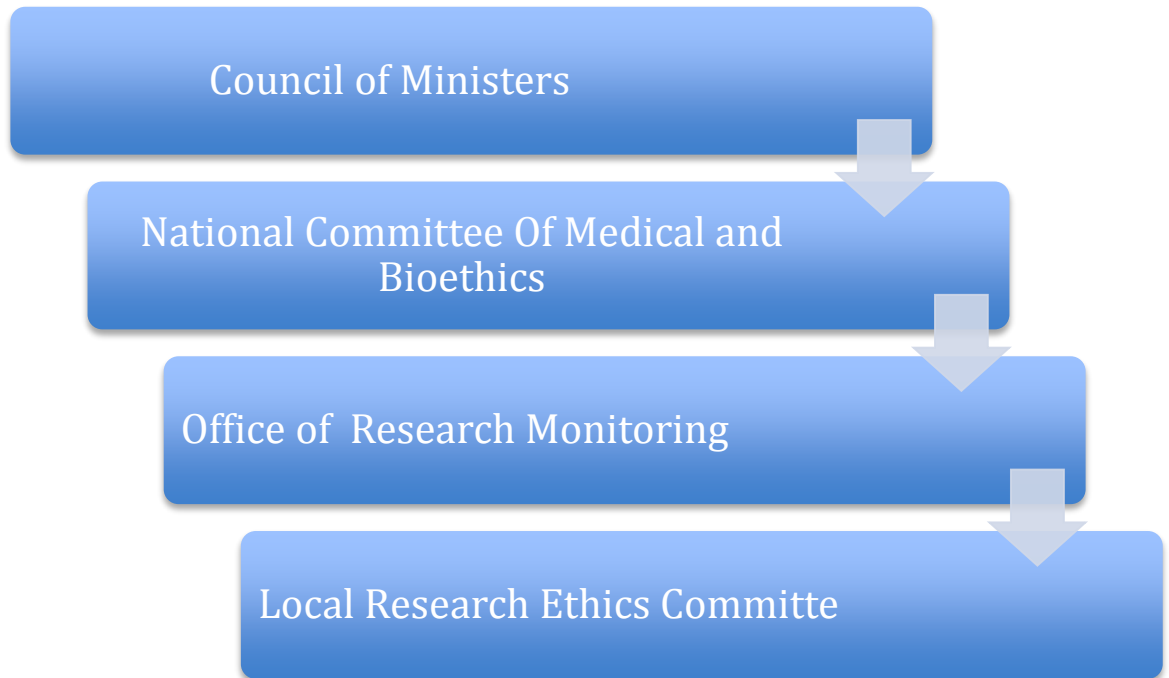 Council of Ministers
National Committee Of Medical and
Bioethics
Office of  Research Monitoring
Local Research Ethics Committe